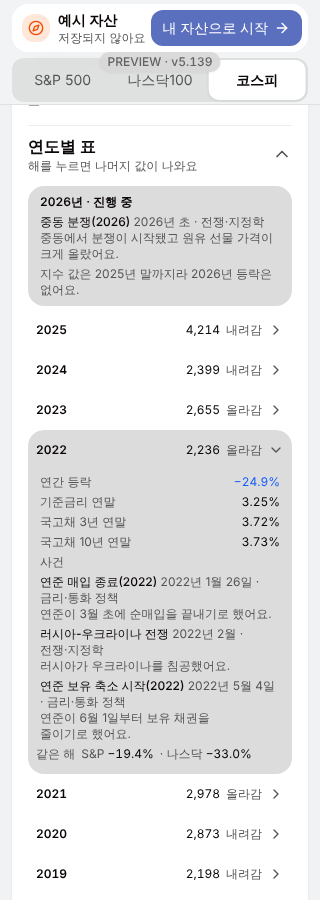 예시 자산
저장되지 않아요
내 자산으로 시작 →
PREVIEW · v5.139
S&P 500
나스닥100
코스피
연도별 표
해를 누르면 나머지 값이 나와요
2026년 · 진행 중
중동 분쟁(2026) 2026년 초 · 전쟁·지정학
중동에서 분쟁이 시작됐고 원유 선물 가격이
크게 올랐어요.
지수 값은 2025년 말까지라 2026년 등락은
없어요.
2025 4,214 내려감
2024 2,399 내려감
2023 2,655 올라감
2022 2,236 올라감
연간 등락 −24.9%
기준금리 연말 3.25%
국고채 3년 연말 3.72%
국고채 10년 연말 3.73%
사건
연준 매입 종료(2022) 2022년 1월 26일 ·
금리·통화 정책
연준이 3월 초에 순매입을 끝내기로 했어요.
러시아-우크라이나 전쟁 2022년 2월 ·
전쟁·지정학
러시아가 우크라이나를 침공했어요.
연준 보유 축소 시작(2022) 2022년 5월 4일
· 금리·통화 정책
연준이 6월 1일부터 보유 채권을
줄이기로 했어요.
같은 해 S&P −19.4% · 나스닥 −33.0%
2021 2,978 올라감
2020 2,873 내려감
2019 2,198 내려감